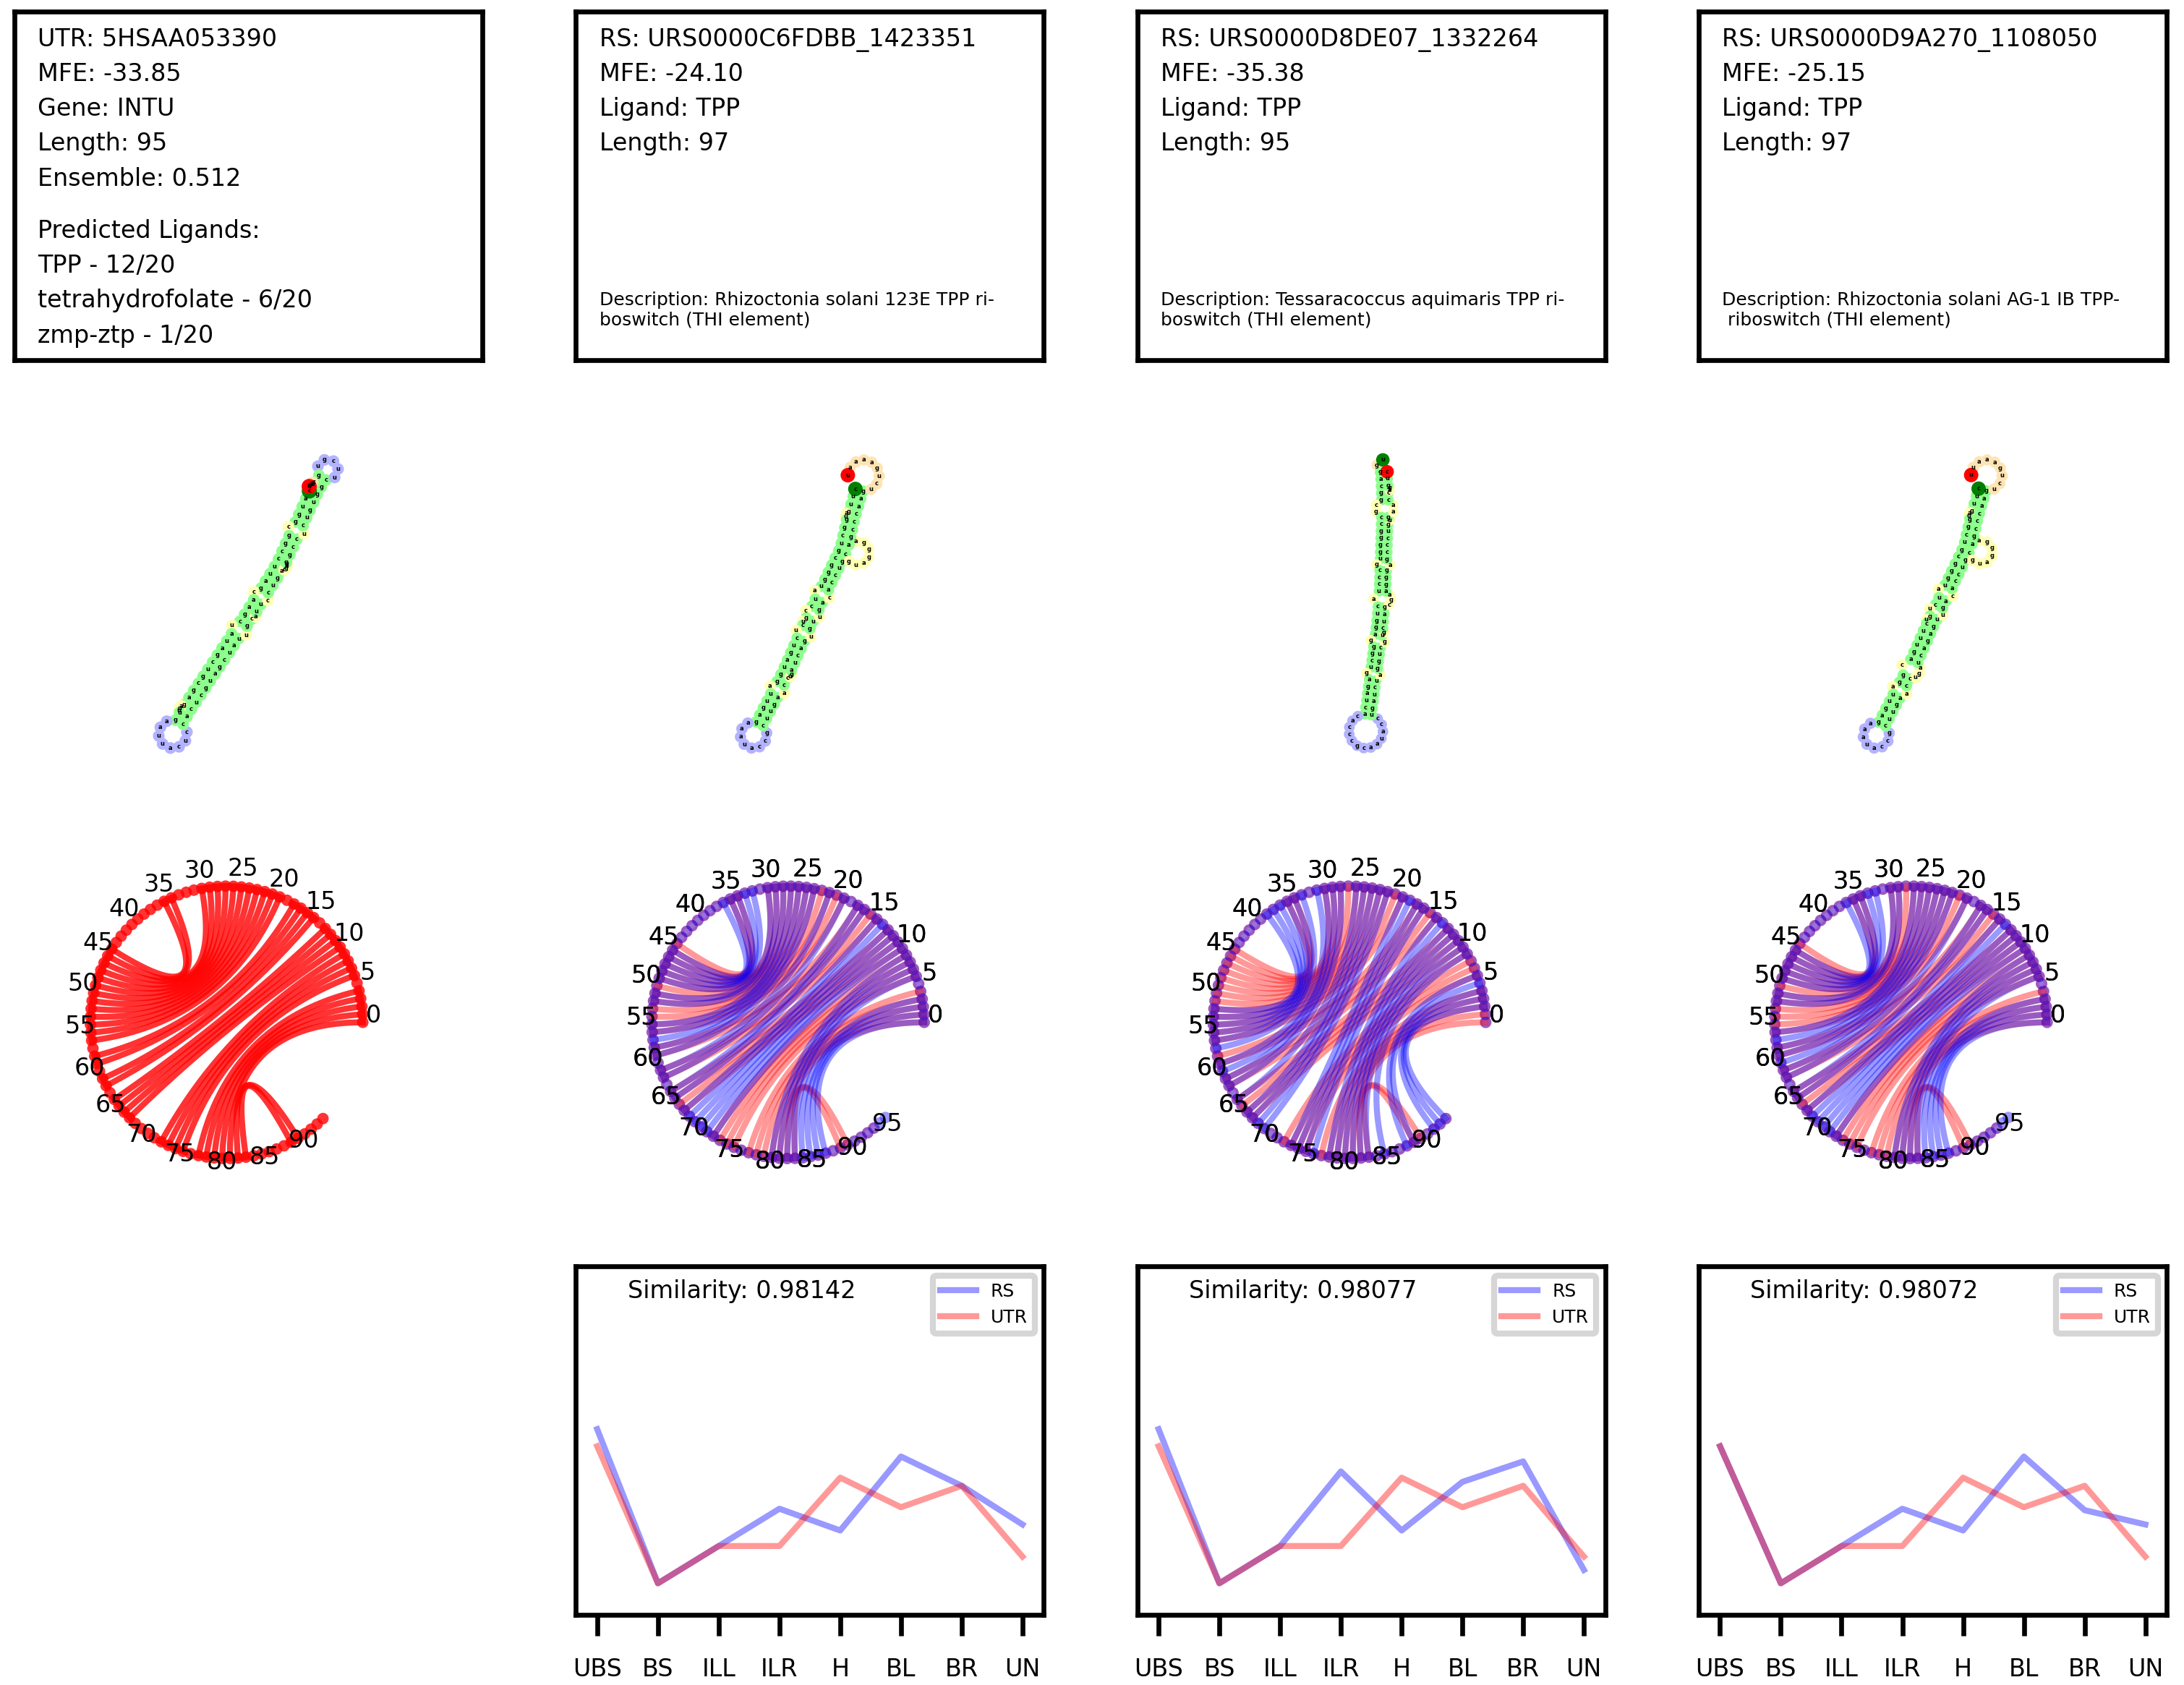 UTR: 5HSAA053390
MFE: -33.85
Gene: INTU
Length: 95
Ensemble: 0.512
Predicted Ligands:
TPP - 12/20
tetrahydrofolate - 6/20
zmp-ztp - 1/20
RS: URS0000C6FDBB_1423351
MFE: -24.10
Ligand: TPP
Length: 97
Description: Rhizoctonia solani 123E TPP ri-
boswitch (THI element)
RS: URS0000D8DE07_1332264
MFE: -35.38
Ligand: TPP
Length: 95
Description: Tessaracoccus aquimaris TPP ri-
boswitch (THI element)
RS: URS0000D9A270_1108050
MFE: -25.15
Ligand: TPP
Length: 97
Description: Rhizoctonia solani AG-1 IB TPP-
riboswitch (THI element)
0 5 10 15 20 25 30 35 40 45 50 55 60 65 70 75 80 85 90
0 5 10 15 20 25 30 35 40 45 50 55 60 65 70 75 80 85 90 95
0 5 10 15 20 25 30 35 40 45 50 55 60 65 70 75 80 85 90
0 5 10 15 20 25 30 35 40 45 50 55 60 65 70 75 80 85 90 95
Similarity: 0.98142
RS
UTR
UBS BS ILL ILR H BL BR UN
Similarity: 0.98077
RS
UTR
UBS BS ILL ILR H BL BR UN
Similarity: 0.98072
RS
UTR
UBS BS ILL ILR H BL BR UN